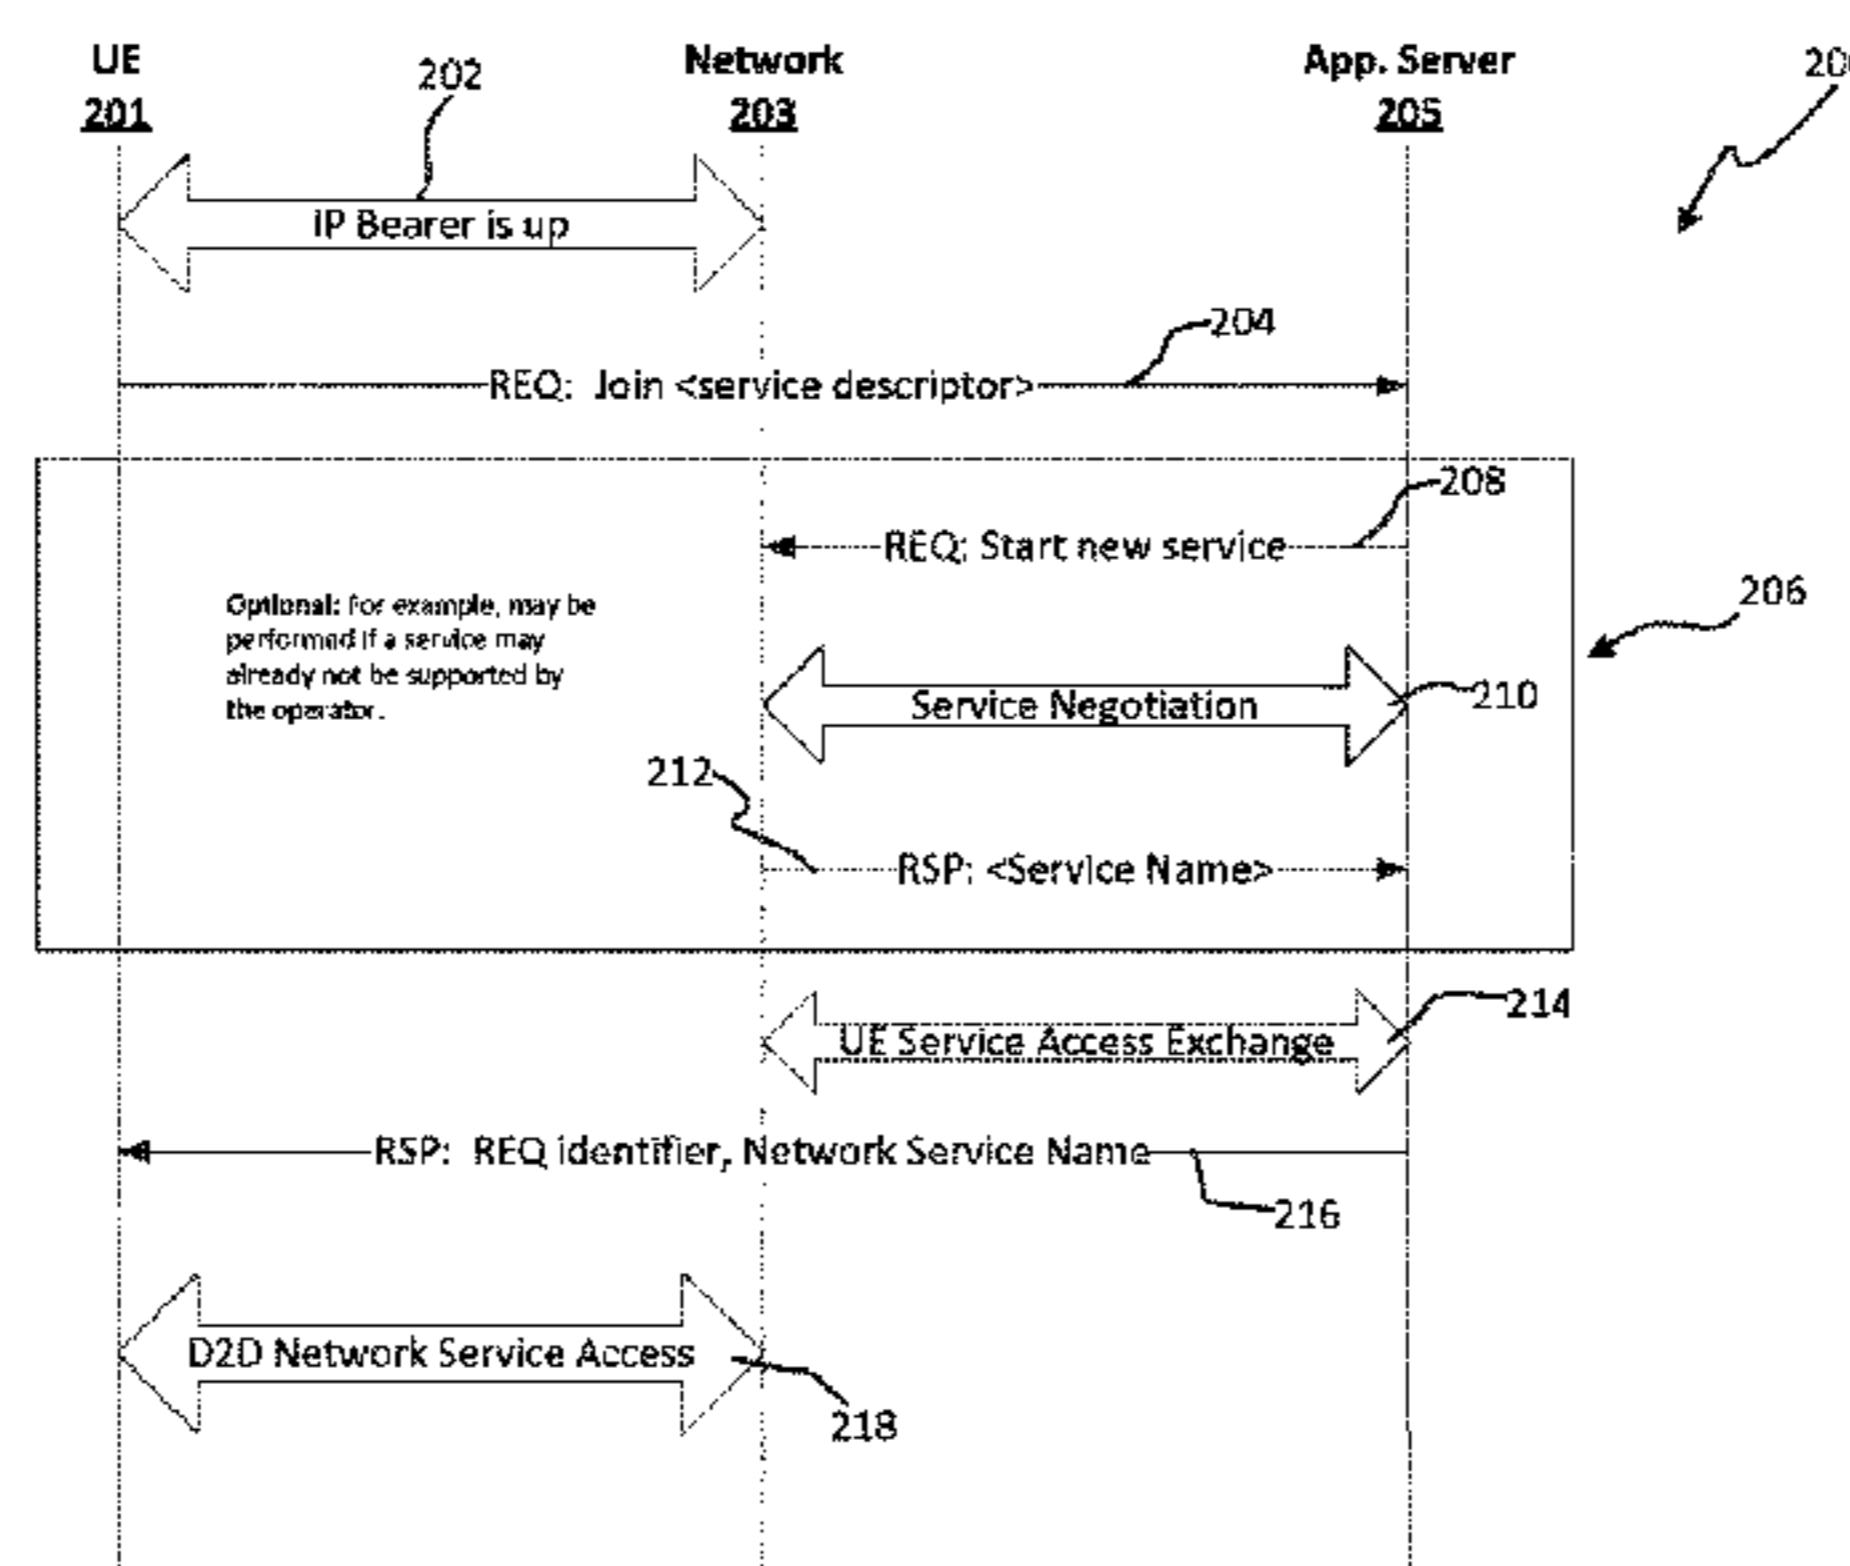 UE
201
202
Network
203
App. Server
205
20
IP Bearer is up
204
REQ: Join <service descriptor>
208
REQ: Start new service
206
Optional: For example, may be
performed if a service may
already not be supported by
the operator.
Service Negotiation
210
212
RSP: <Service Name>
214
UE Service Access Exchange
RSP: REQ identifier, Network Service Name
216
D2D Network Service Access
218